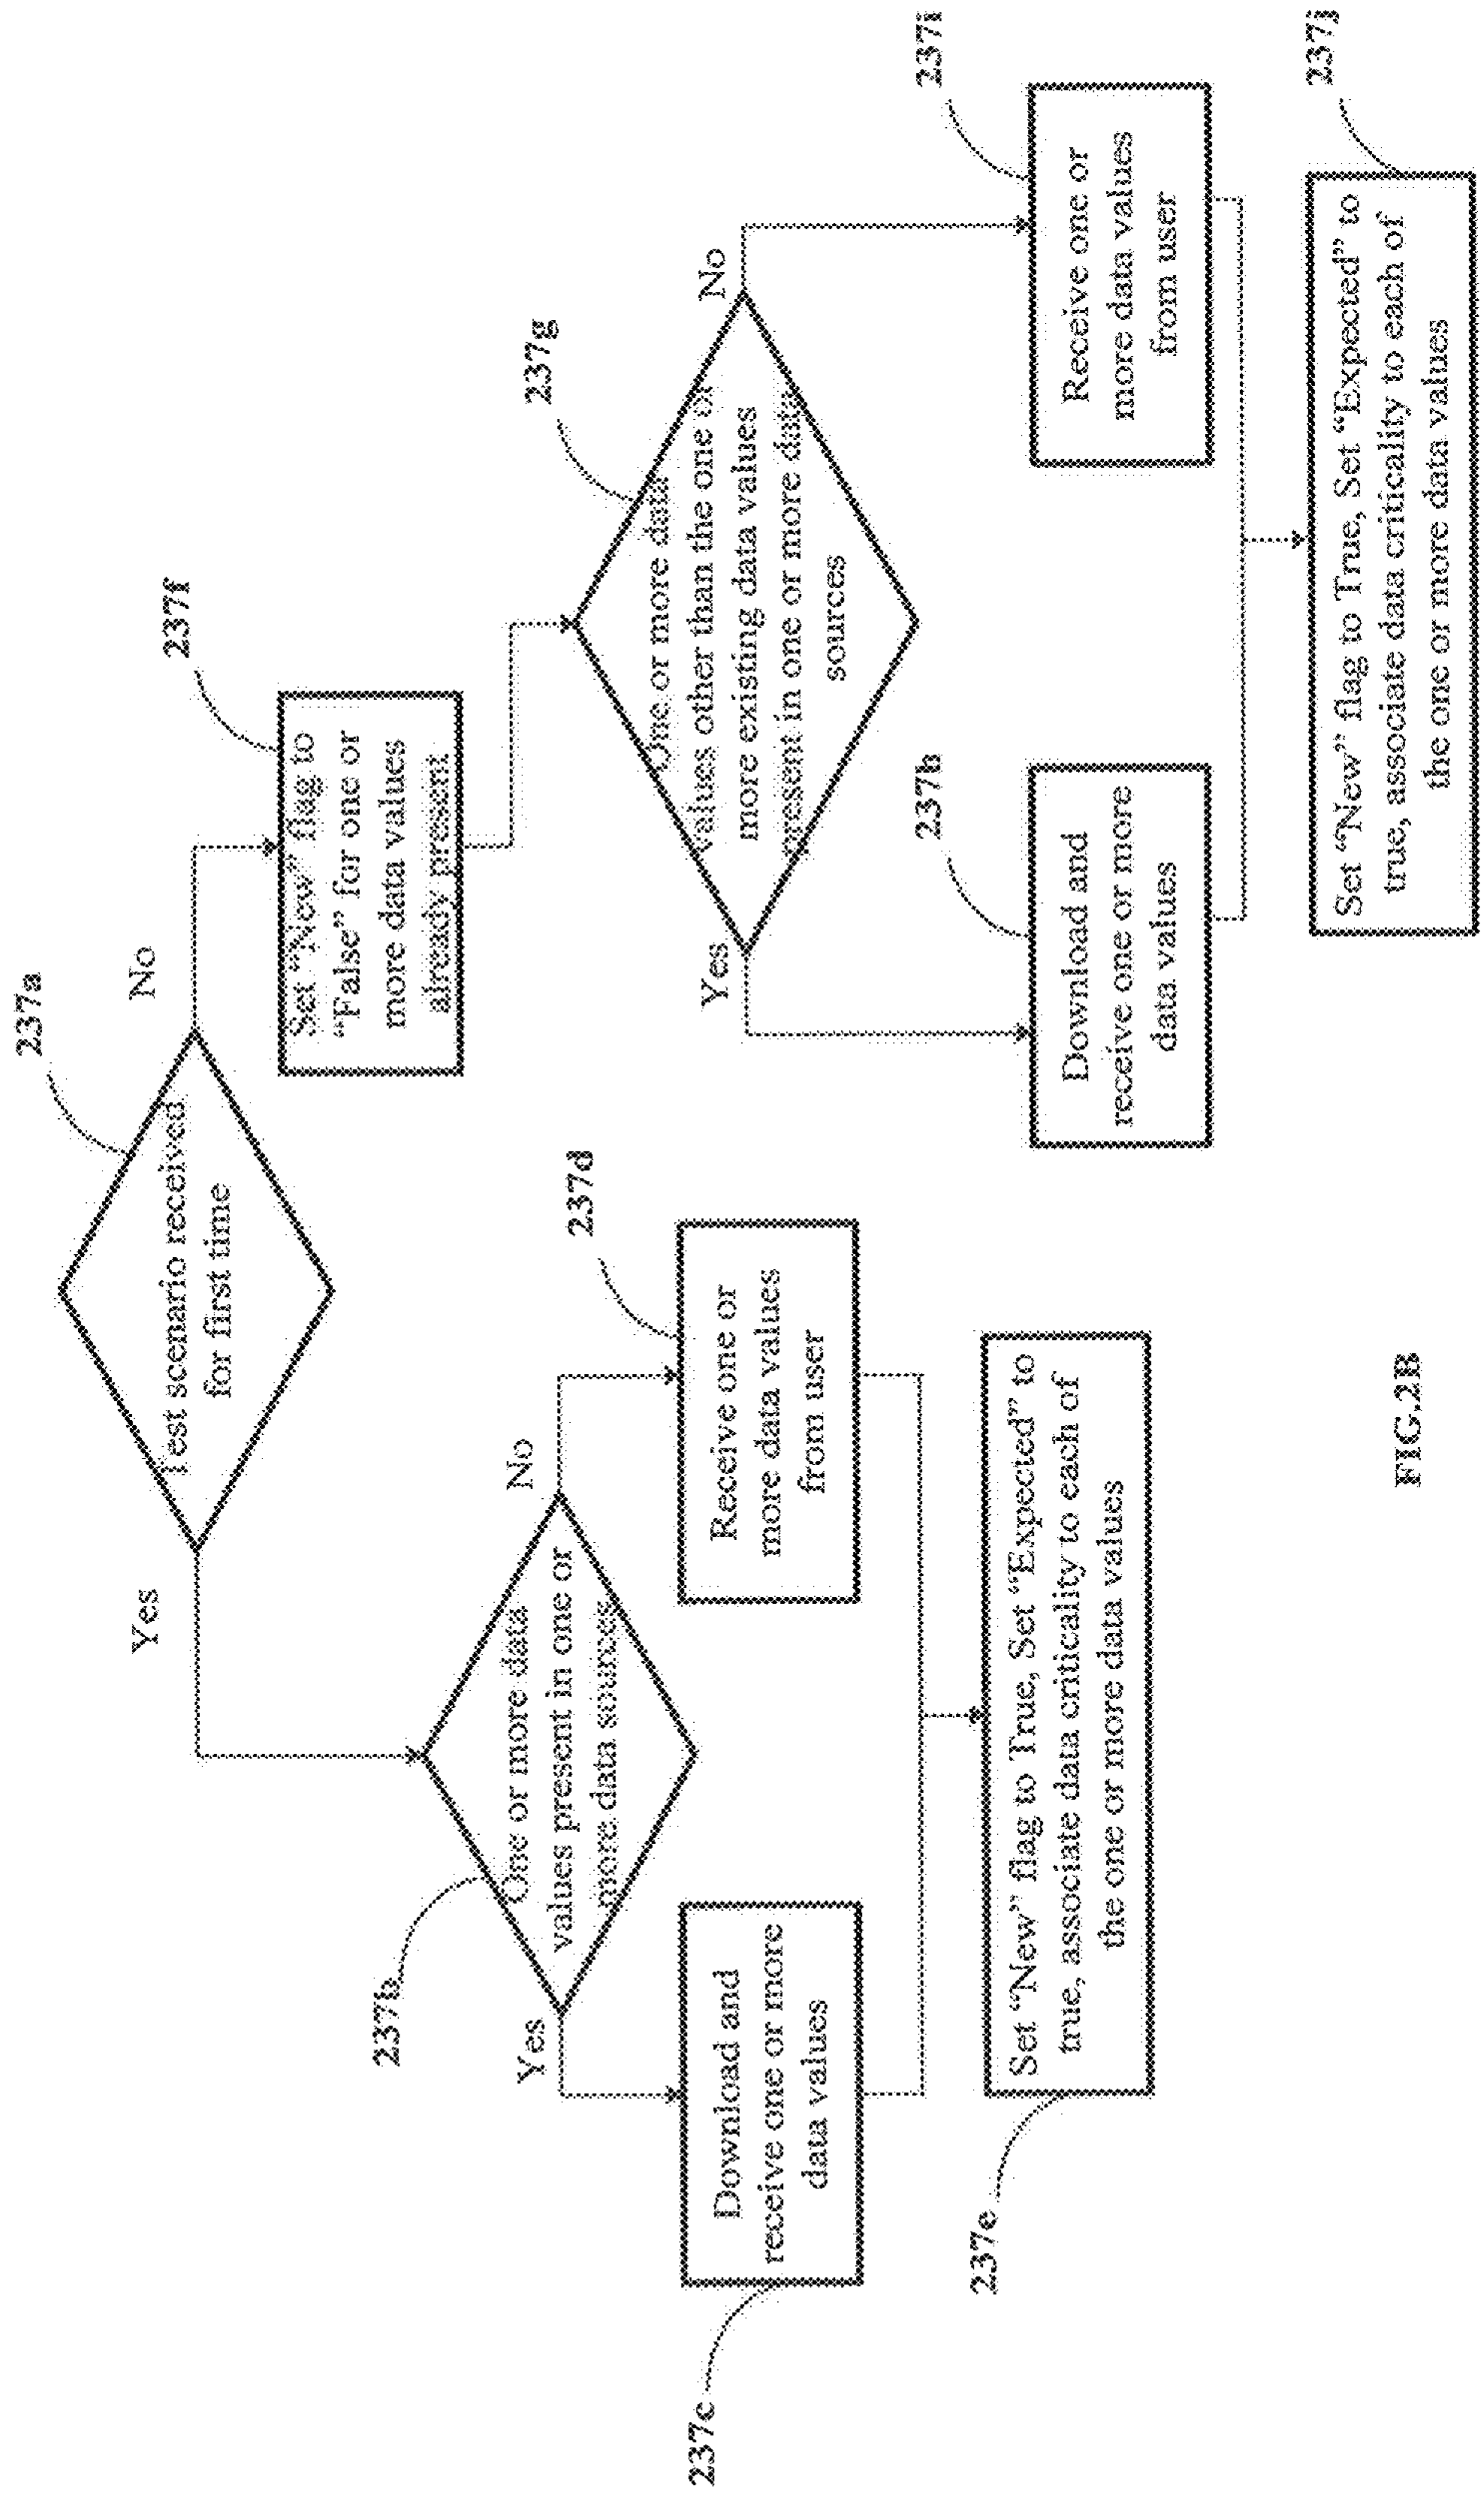 237a
Test scenario received
for first time
Yes
No
237b
One or more data
values present in one or
more data sources
Yes
No
237c
Download and
receive one or more
data values
237d
Receive one or
more data values
from user
237e
Set “New” flag to True, Set “Expected” to
true, associate data criticality to each of
the one or more data values
237f
Set “New” flag to
“False” for one or
more data values
already present
237g
One or more data
values other than the one or
more existing data values
present in one or more data
sources
Yes
No
237h
Download and
receive one or more
data values
237i
Receive one or
more data values
from user
237j
Set “New” flag to True, Set “Expected” to
true, associate data criticality to each of
the one or more data values
FIG.2B